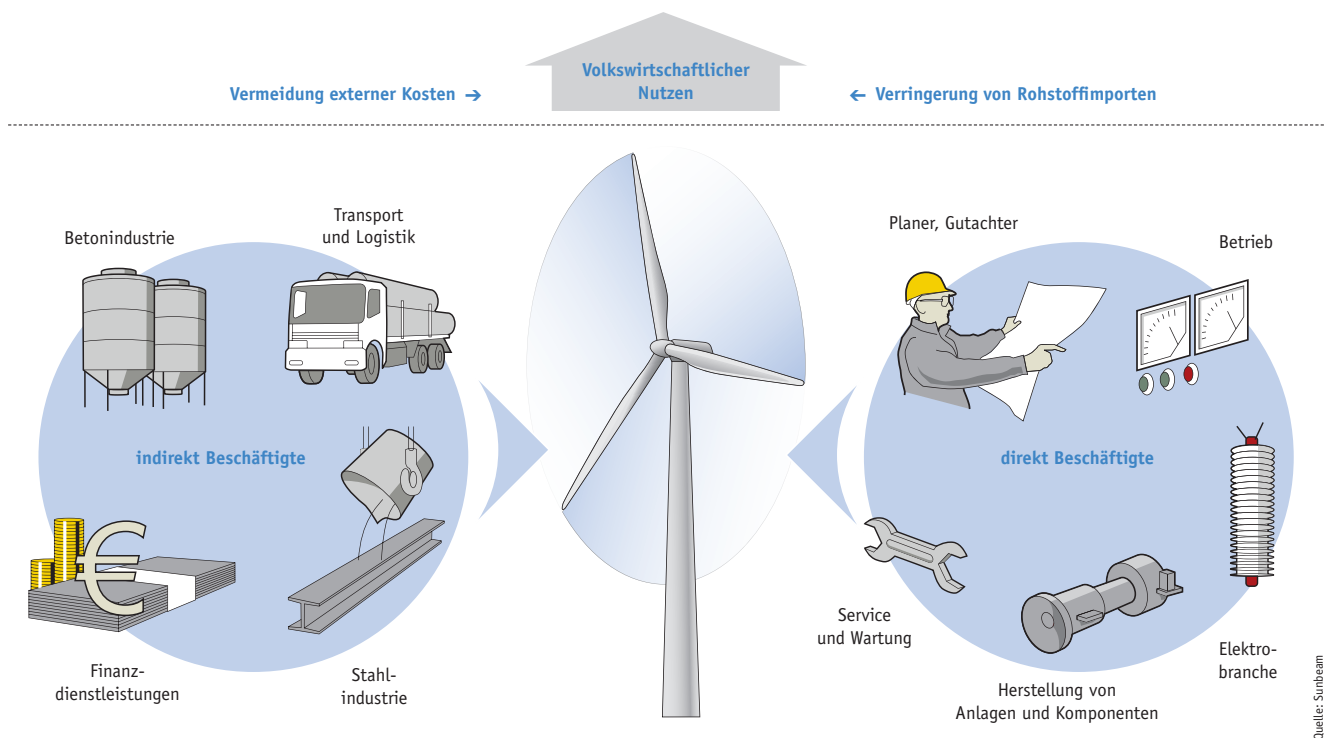 Volkswirtschaftlicher
Nutzen
Vermeidung externer Kosten →
← Verringerung von Rohstoffimporten
Betonindustrie
Transport
und Logistik
indirekt Beschäftigte
Finanz-
dienstleistungen
Stahl-
industrie
Planer, Gutachter
Betrieb
direkt Beschäftigte
Service
und Wartung
Herstellung von
Anlagen und Komponenten
Elektro-
branche
Quelle: Sunbeam